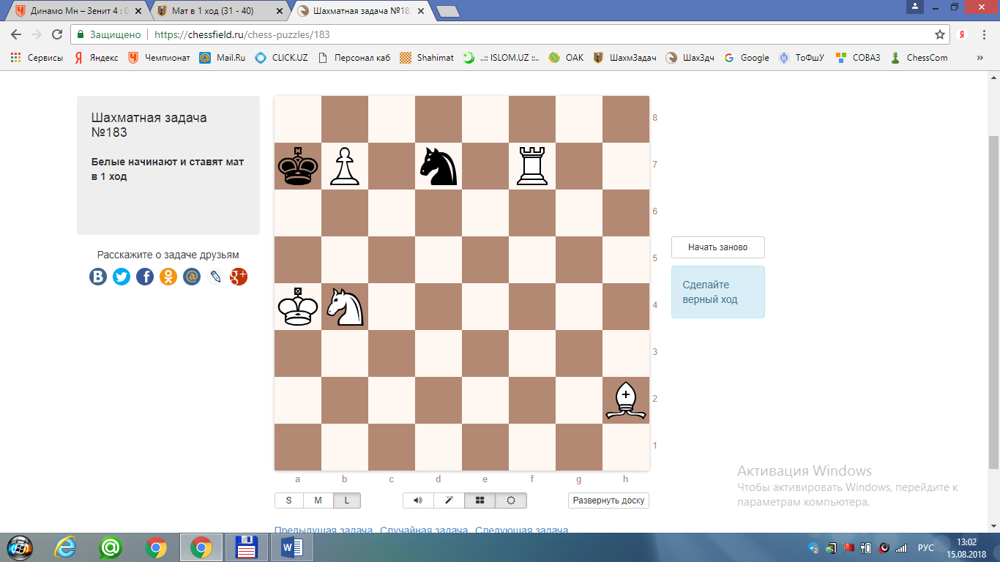 Динамо Мн – Зенит 4 : 0
Мат в 1 ход (31 - 40)
Шахматная задача №18
Защищено
https://chessfield.ru/chess-puzzles/183
Сервисы Яндекс Чемпионат Mail.Ru CLICK.UZ Персонал каб Shahimat ..:: ISLOM.UZ ::.. ОАК ШахмЗадач ШахЗдч Google ТоФшУ СОВАЗ ChessCom »
Шахматная задача
№183
Белые начинают и ставят мат
в 1 ход
Расскажите о задаче друзьям
8
7
6
5
4
3
2
1
a b c d e f g h
Начать заново
Сделайте
верный ход
S M L
Развернуть доску
Предыдущая задача Случайная задача Следующая задача
Активация Windows
Чтобы активировать Windows, перейдите к
параметрам компьютера.
РУС
13:02
15.08.2018